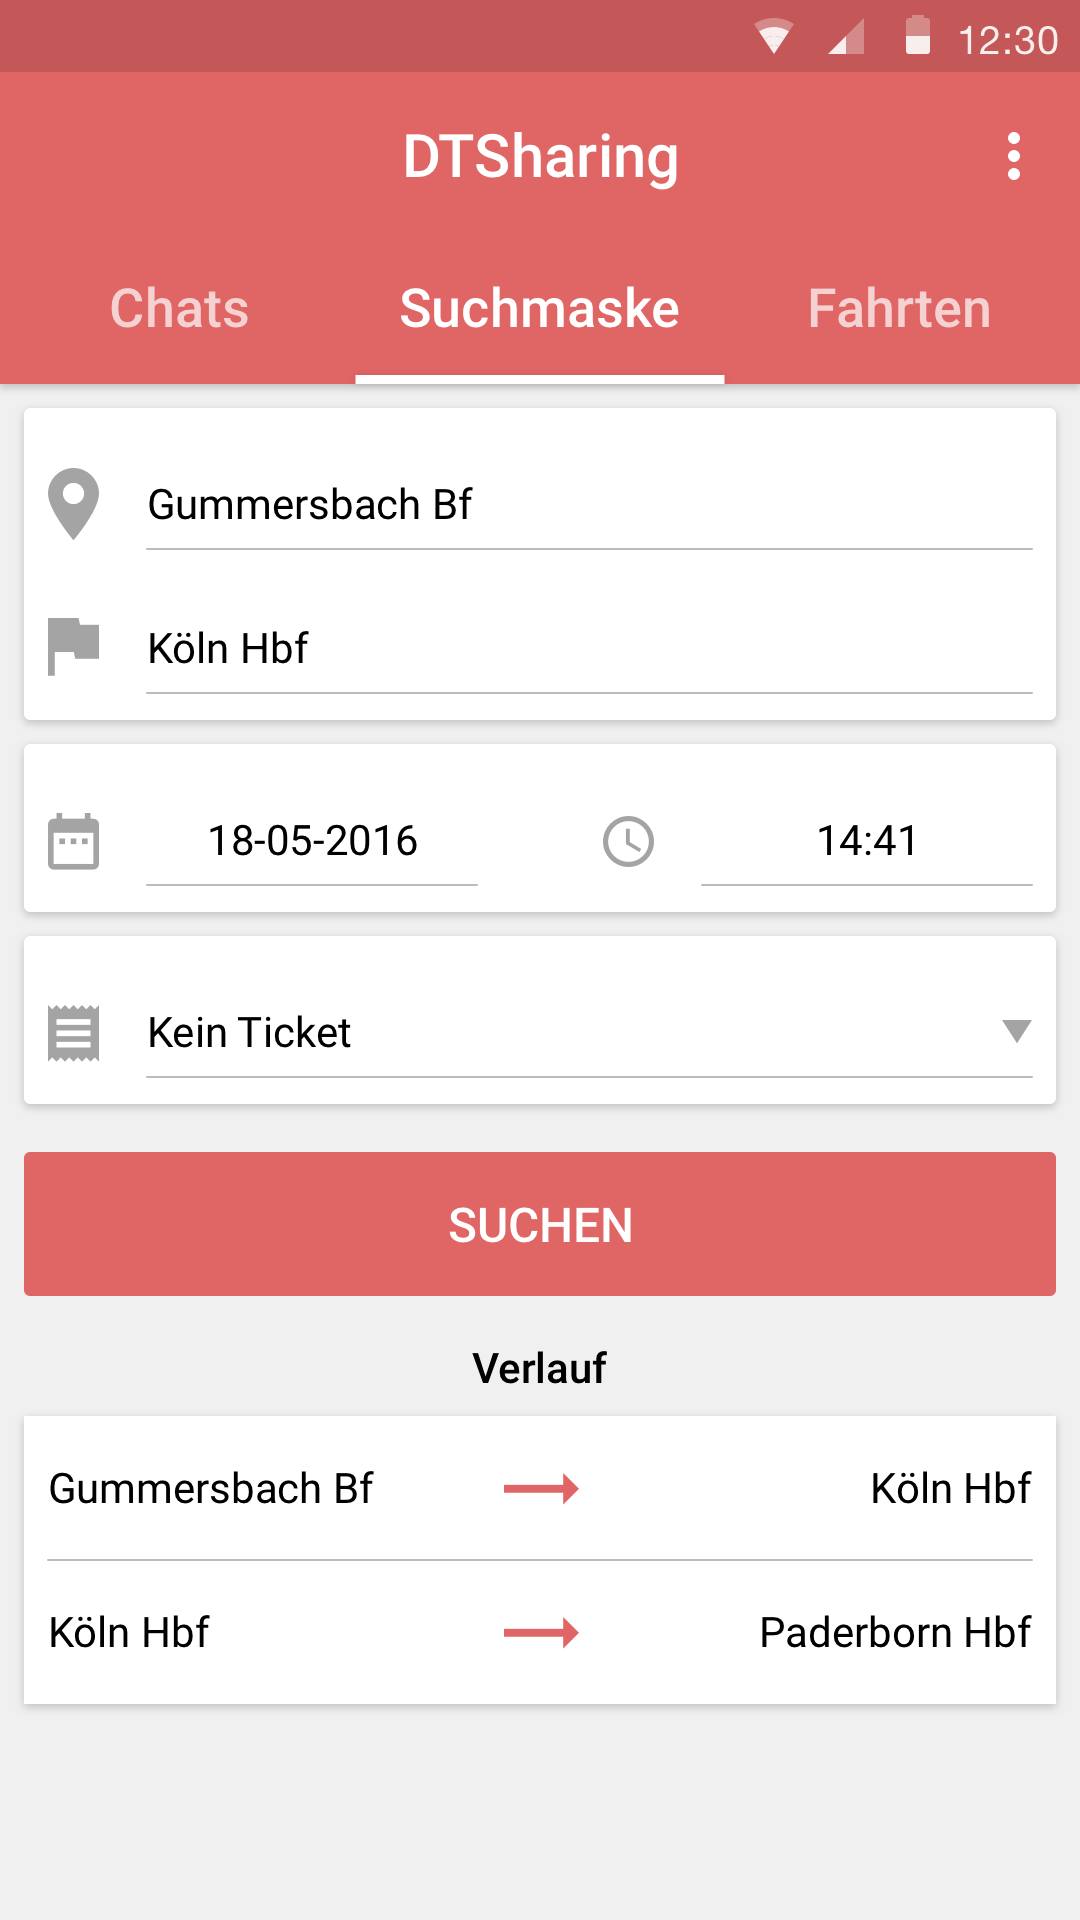 12:30
DTSharing
Chats Suchmaske Fahrten
Gummersbach Bf
Köln Hbf
18-05-2016 14:41
Kein Ticket
SUCHEN
Verlauf
Gummersbach Bf Köln Hbf
Köln Hbf Paderborn Hbf